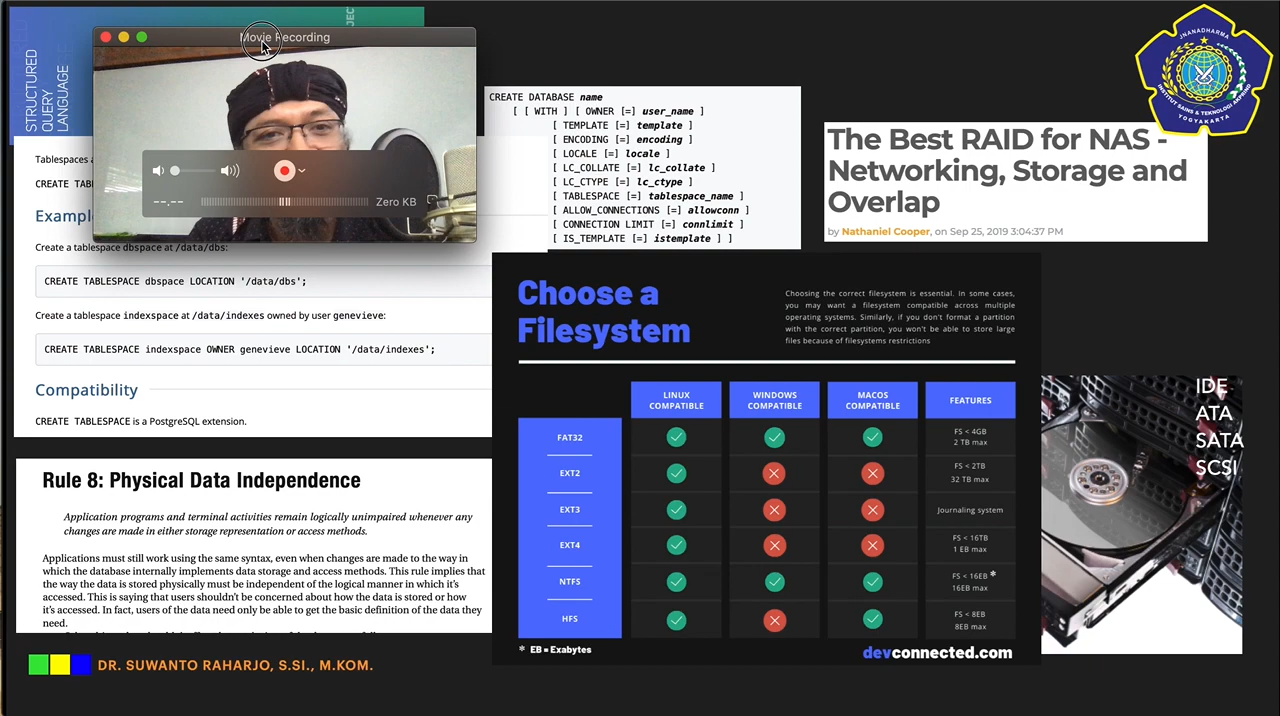 STRUCTURED
QUERY
LANGUAGE
JEC
Movie Recording
Zero KB
--.--
Tablespaces a
CREATE TAB
Exampl
Create a tablespace dbspace at /data/dbs:
CREATE TABLESPACE dbspace LOCATION '/data/dbs';
Create a tablespace indexspace at /data/indexes owned by user genevieve:
CREATE TABLESPACE indexspace OWNER genevieve LOCATION '/data/indexes';
Compatibility
CREATE TABLESPACE is a PostgreSQL extension.
CREATE DATABASE name
[ [ WITH ] [ OWNER [=] user_name ]
[ TEMPLATE [=] template ]
[ ENCODING [=] encoding ]
[ LOCALE [=] locale ]
[ LC_COLLATE [=] lc_collate ]
[ LC_CTYPE [=] lc_ctype ]
[ TABLESPACE [=] tablespace_name ]
[ ALLOW_CONNECTIONS [=] allowconn ]
[ CONNECTION LIMIT [=] connlimit ]
[ IS_TEMPLATE [=] istemplate ] ]
JNANADHARMA
INSTITUT SAINS & TEKNOLOGI AKPRIND
YOGYAKARTA
The Best RAID for NAS -
Networking, Storage and
Overlap
by Nathaniel Cooper, on Sep 25, 2019 3:04:37 PM
Choose a
Filesystem
Choosing the correct filesystem is essential. In some cases,
you may want a filesystem compatible across multiple
operating systems. Similarly, if you don't format a partition
with the correct partition, you won't be able to store large
files because of filesystems restrictions
LINUX COMPATIBLE WINDOWS COMPATIBLE MACOS COMPATIBLE FEATURES
FAT32 FS < 4GB
2 TB max
EXT2 FS < 2TB
32 TB max
EXT3 Journaling system
EXT4 FS < 16TB
1 EB max
NTFS FS < 16EB *
16EB max
HFS FS < 8EB
8EB max
* EB = Exabytes
devconnected.com
IDE
ATA
SATA
SCSI
Rule 8: Physical Data Independence
Application programs and terminal activities remain logically unimpaired whenever any
changes are made in either storage representation or access methods.
Applications must still work using the same syntax, even when changes are made to the way in
which the database internally implements data storage and access methods. This rule implies that
the way the data is stored physically must be independent of the logical manner in which it's
accessed. This is saying that users shouldn't be concerned about how the data is stored or how
it's accessed. In fact, users of the data need only be able to get the basic definition of the data they
need.
DR. SUWANTO RAHARJO, S.SI., M.KOM.